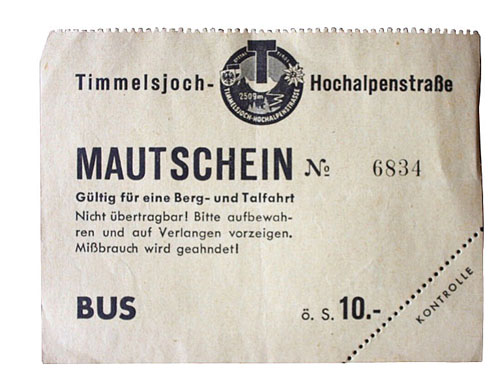 Timmelsjoch- Hochalpenstraße
T
2509m
TIMMELSJOCH-HOCHALPENSTRASSE
MAUTSCHEIN № 6834
Gültig für eine Berg- und Talfahrt
Nicht übertragbar! Bitte aufbewah-
ren und auf Verlangen vorzeigen.
Mißbrauch wird geahndet!
BUS ö. S. 10.-
KONTROLLE